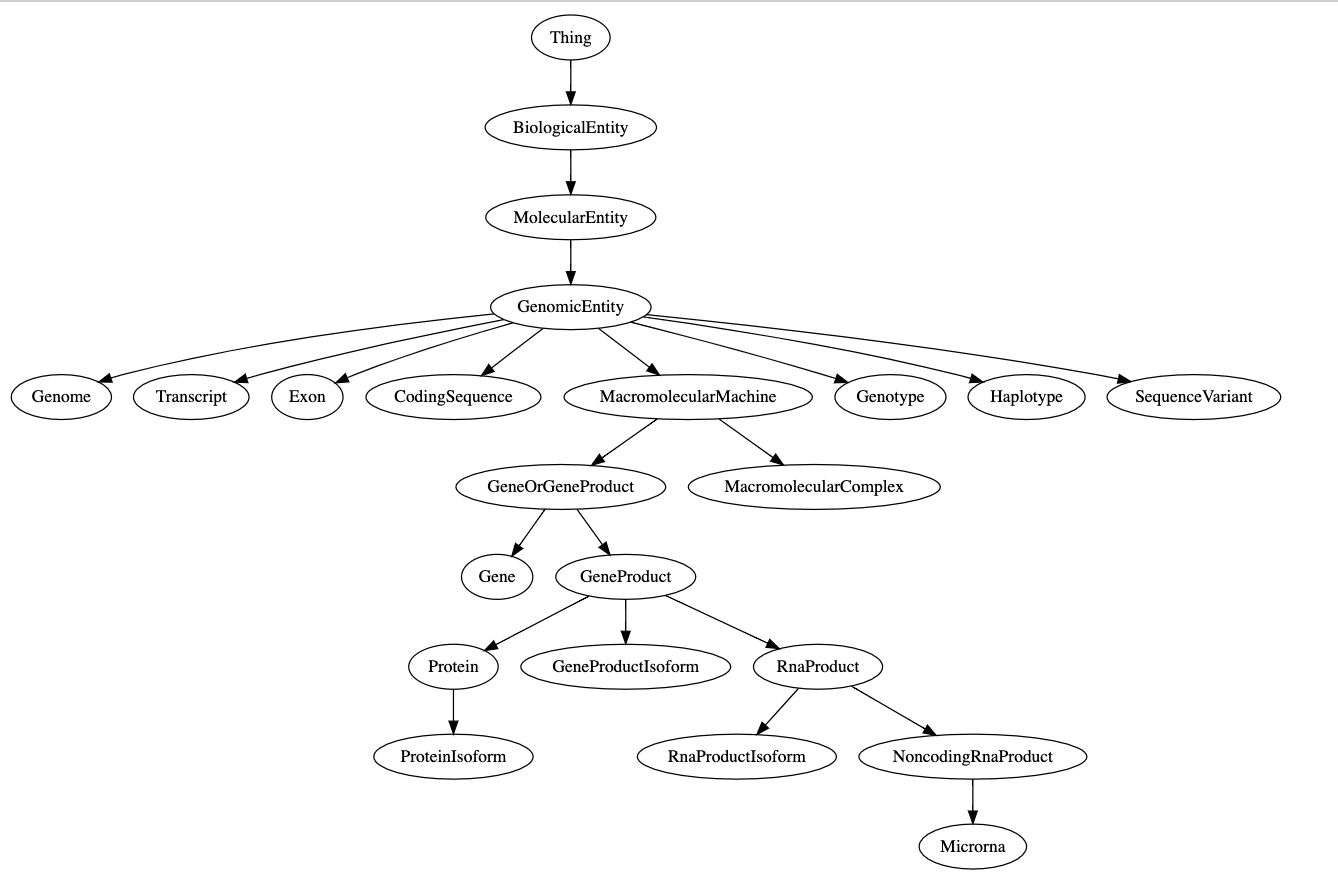 Thing
BiologicalEntity
MolecularEntity
GenomicEntity
Genome
Transcript
Exon
CodingSequence
MacromolecularMachine
Genotype
Haplotype
SequenceVariant
GeneOrGeneProduct
MacromolecularComplex
Gene
GeneProduct
Protein
GeneProductIsoform
RnaProduct
ProteinIsoform
RnaProductIsoform
NoncodingRnaProduct
Microrna